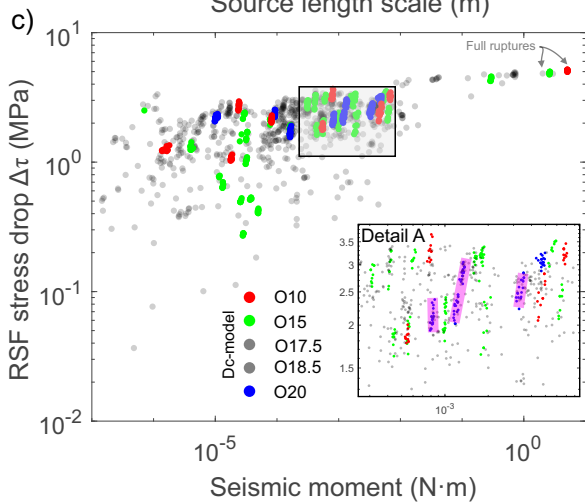 Source length scale (m)
c)
10^1
10^0
10^-1
10^-2
RSF stress drop Δτ (MPa)
Full ruptures
Detail A
3.5
3
2.5
2
1.5
10^-3
Dc-model
O10
O15
O17.5
O18.5
O20
10^-5
10^0
Seismic moment (N·m)